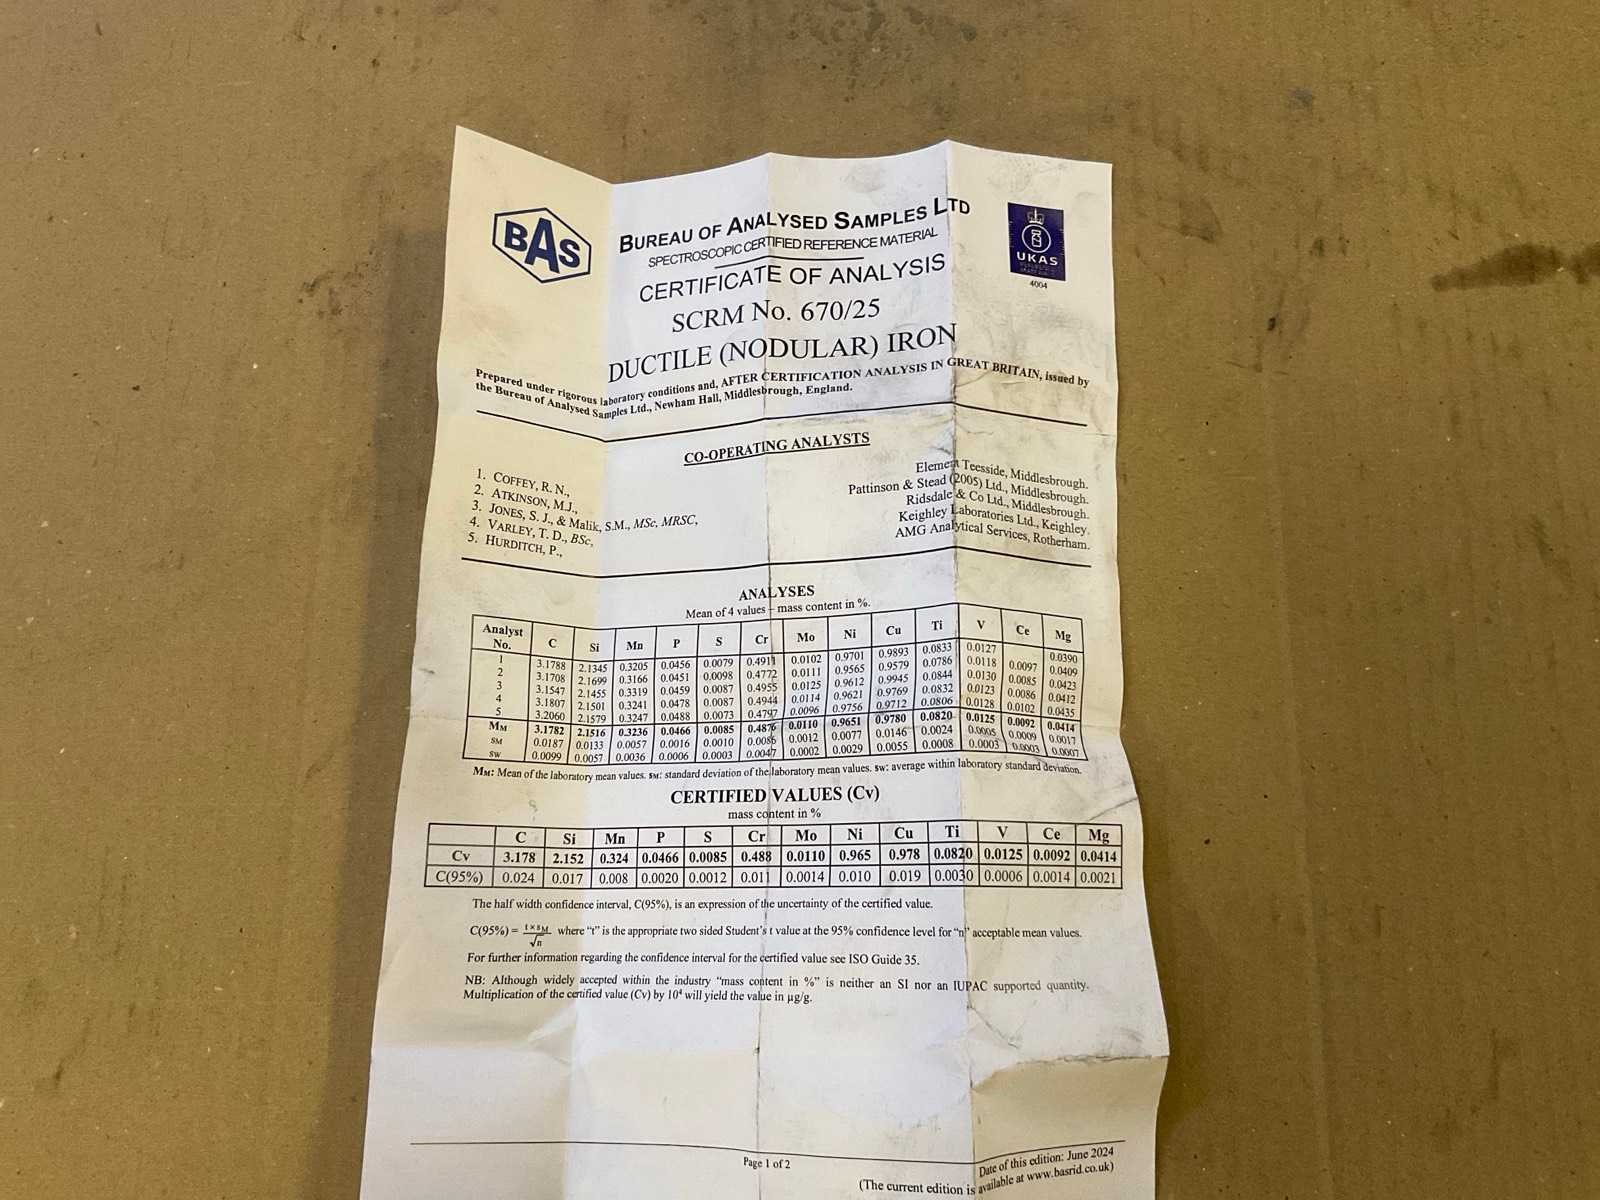 BAS
BUREAU OF ANALYSED SAMPLES LTD
SPECTROSCOPIC CERTIFIED REFERENCE MATERIAL
CERTIFICATE OF ANALYSIS
SCRM No. 670/25
DUCTILE (NODULAR) IRON
UKAS
4004
Prepared under rigorous laboratory conditions and, AFTER CERTIFICATION ANALYSIS IN GREAT BRITAIN, issued by
the Bureau of Analysed Samples Ltd., Newham Hall, Middlesbrough, England.
CO-OPERATING ANALYSTS
1. COFFEY, R. N., Element Teesside, Middlesbrough.
2. ATKINSON, M.J., Pattinson & Stead (2005) Ltd., Middlesbrough.
3. JONES, S. J., & Malik, S.M., MSc, MRSC, Ridsdale & Co Ltd., Middlesbrough.
4. VARLEY, T. D., BSc, Keighley Laboratories Ltd., Keighley.
5. HURDITCH, P., AMG Analytical Services, Rotherham.
ANALYSES
Mean of 4 values – mass content in %.
Analyst No. C Si Mn P S Cr Mo Ni Cu Ti V Ce Mg
1 3.1788 2.1345 0.3205 0.0456 0.0079 0.4911 0.0102 0.9701 0.9893 0.0833 0.0127 0.0390
2 3.1708 2.1699 0.3166 0.0451 0.0098 0.4772 0.0111 0.9565 0.9579 0.0786 0.0118 0.0097 0.0409
3 3.1547 2.1455 0.3319 0.0459 0.0087 0.4955 0.0125 0.9612 0.9945 0.0844 0.0130 0.0085 0.0423
4 3.1807 2.1501 0.3241 0.0478 0.0087 0.4944 0.0114 0.9621 0.9769 0.0832 0.0123 0.0086 0.0412
5 3.2060 2.1579 0.3247 0.0488 0.0073 0.4797 0.0096 0.9756 0.9712 0.0806 0.0128 0.0102 0.0435
MM 3.1782 2.1516 0.3236 0.0466 0.0085 0.4876 0.0110 0.9651 0.9780 0.0820 0.0125 0.0092 0.0414
sM 0.0187 0.0133 0.0057 0.0016 0.0010 0.0086 0.0012 0.0077 0.0146 0.0024 0.0005 0.0009 0.0017
sw 0.0099 0.0057 0.0036 0.0006 0.0003 0.0047 0.0002 0.0029 0.0055 0.0008 0.0003 0.0003 0.0007
MM: Mean of the laboratory mean values. sM: standard deviation of the laboratory mean values. sw: average within laboratory standard deviation.
CERTIFIED VALUES (Cv)
mass content in %
C Si Mn P S Cr Mo Ni Cu Ti V Ce Mg
Cv 3.178 2.152 0.324 0.0466 0.0085 0.488 0.0110 0.965 0.978 0.0820 0.0125 0.0092 0.0414
C(95%) 0.024 0.017 0.008 0.0020 0.0012 0.011 0.0014 0.010 0.019 0.0030 0.0006 0.0014 0.0021
The half width confidence interval, C(95%), is an expression of the uncertainty of the certified value.
C(95%) = t × sM / √n where "t" is the appropriate two sided Student's t value at the 95% confidence level for "n" acceptable mean values.
For further information regarding the confidence interval for the certified value see ISO Guide 35.
NB: Although widely accepted within the industry "mass content in %" is neither an SI nor an IUPAC supported quantity.
Multiplication of the certified value (Cv) by 10⁴ will yield the value in µg/g.
Page 1 of 2
Date of this edition: June 2024
(The current edition is available at www.basrid.co.uk)